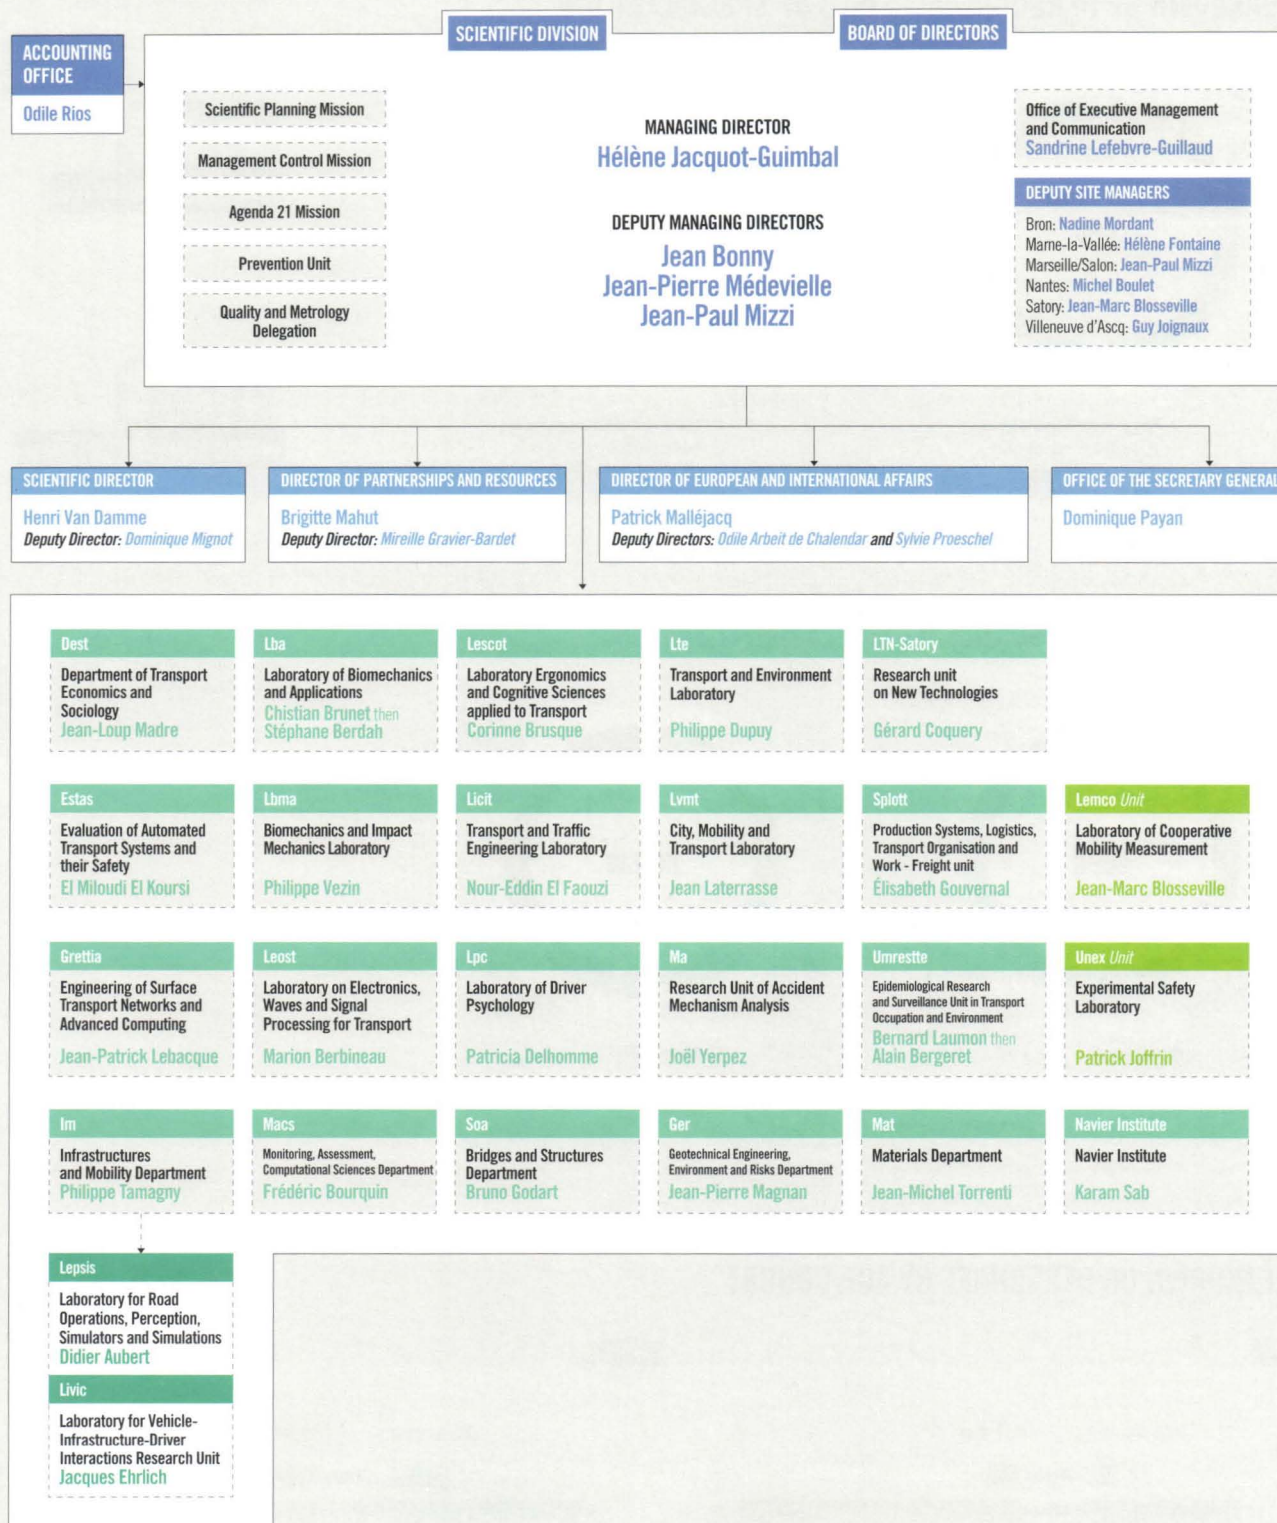 SCIENTIFIC DIVISION
BOARD OF DIRECTORS
ACCOUNTING
OFFICE
Odile Rios
Scientific Planning Mission
Management Control Mission
Agenda 21 Mission
Prevention Unit
Quality and Metrology
Delegation
MANAGING DIRECTOR
Hélène Jacquot-Guimbal
DEPUTY MANAGING DIRECTORS
Jean Bonny
Jean-Pierre Médevielle
Jean-Paul Mizzi
Office of Executive Management
and Communication
Sandrine Lefebvre-Guillaud
DEPUTY SITE MANAGERS
Bron: Nadine Mordant
Marne-la-Vallée: Hélène Fontaine
Marseille/Salon: Jean-Paul Mizzi
Nantes: Michel Boulet
Satory: Jean-Marc Blosseville
Villeneuve d'Ascq: Guy Joignaux
SCIENTIFIC DIRECTOR
Henri Van Damme
Deputy Director: Dominique Mignot
DIRECTOR OF PARTNERSHIPS AND RESOURCES
Brigitte Mahut
Deputy Director: Mireille Gravier-Bardet
DIRECTOR OF EUROPEAN AND INTERNATIONAL AFFAIRS
Patrick Malléjacq
Deputy Directors: Odile Arbeit de Chalendar and Sylvie Proeschel
OFFICE OF THE SECRETARY GENERAL
Dominique Payan
Dest
Department of Transport
Economics and
Sociology
Jean-Loup Madre
Lba
Laboratory of Biomechanics
and Applications
Chistian Brunet then
Stéphane Berdah
Lescot
Laboratory Ergonomics
and Cognitive Sciences
applied to Transport
Corinne Brusque
Lte
Transport and Environment
Laboratory
Philippe Dupuy
LTN-Satory
Research unit
on New Technologies
Gérard Coquery
Estas
Evaluation of Automated
Transport Systems and
their Safety
El Miloudi El Koursi
Lbma
Biomechanics and Impact
Mechanics Laboratory
Philippe Vezin
Licit
Transport and Traffic
Engineering Laboratory
Nour-Eddin El Faouzi
Lvmt
City, Mobility and
Transport Laboratory
Jean Laterrasse
Splott
Production Systems, Logistics,
Transport Organisation and
Work - Freight unit
Élisabeth Gouvernal
Lemco Unit
Laboratory of Cooperative
Mobility Measurement
Jean-Marc Blosseville
Grettia
Engineering of Surface
Transport Networks and
Advanced Computing
Jean-Patrick Lebacque
Leost
Laboratory on Electronics,
Waves and Signal
Processing for Transport
Marion Berbineau
Lpc
Laboratory of Driver
Psychology
Patricia Delhomme
Ma
Research Unit of Accident
Mechanism Analysis
Joël Yerpez
Umrestte
Epidemiological Research
and Surveillance Unit in Transport
Occupation and Environment
Bernard Laumon then
Alain Bergeret
Unex Unit
Experimental Safety
Laboratory
Patrick Joffrin
Im
Infrastructures
and Mobility Department
Philippe Tamagny
Macs
Monitoring, Assessment,
Computational Sciences Department
Frédéric Bourquin
Soa
Bridges and Structures
Department
Bruno Godart
Ger
Geotechnical Engineering,
Environment and Risks Department
Jean-Pierre Magnan
Mat
Materials Department
Jean-Michel Torrenti
Navier Institute
Navier Institute
Karam Sab
Lepsis
Laboratory for Road
Operations, Perception,
Simulators and Simulations
Didier Aubert
Livic
Laboratory for Vehicle-
Infrastructure-Driver
Interactions Research Unit
Jacques Ehrlich